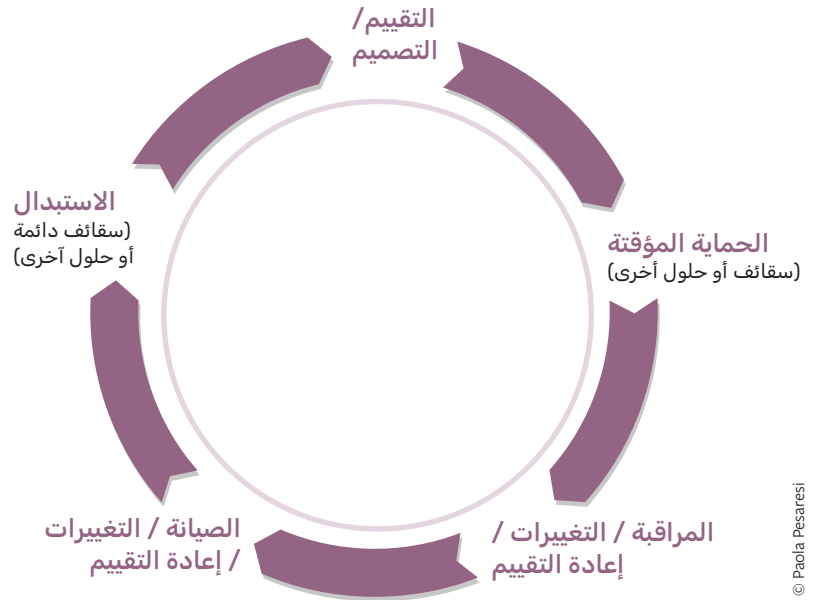 التقييم/
التصميم
الحماية المؤقتة
(سقائف أو حلول أخرى)
المراقبة / التغييرات /
إعادة التقييم
الصيانة / التغييرات
/ إعادة التقييم
الاستبدال
(سقائف دائمة
أو حلول آخرى)
© Paola Pesaresi